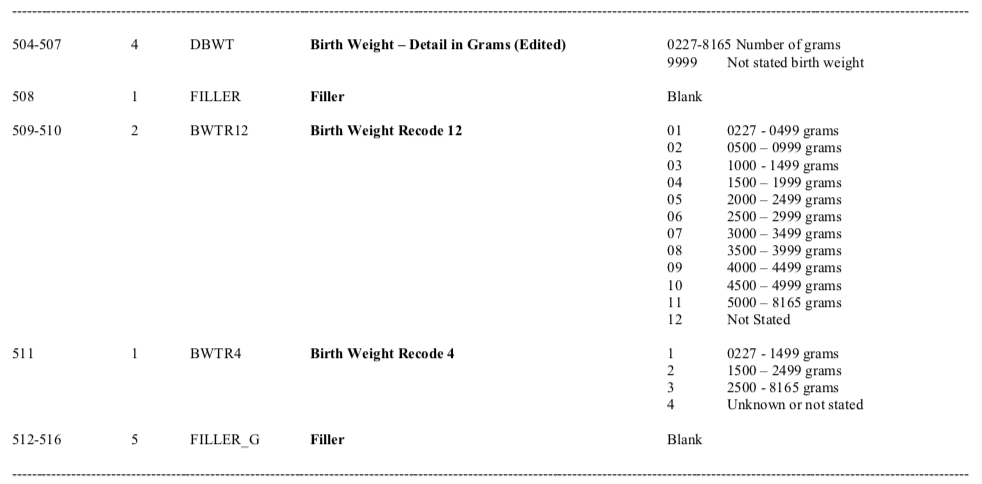 504-507 4 DBWT Birth Weight – Detail in Grams (Edited) 0227-8165 Number of grams
9999 Not stated birth weight
508 1 FILLER Filler Blank
509-510 2 BWTR12 Birth Weight Recode 12 01 0227 - 0499 grams
02 0500 – 0999 grams
03 1000 - 1499 grams
04 1500 – 1999 grams
05 2000 – 2499 grams
06 2500 – 2999 grams
07 3000 – 3499 grams
08 3500 – 3999 grams
09 4000 – 4499 grams
10 4500 – 4999 grams
11 5000 – 8165 grams
12 Not Stated
511 1 BWTR4 Birth Weight Recode 4 1 0227 - 1499 grams
2 1500 – 2499 grams
3 2500 - 8165 grams
4 Unknown or not stated
512-516 5 FILLER_G Filler Blank